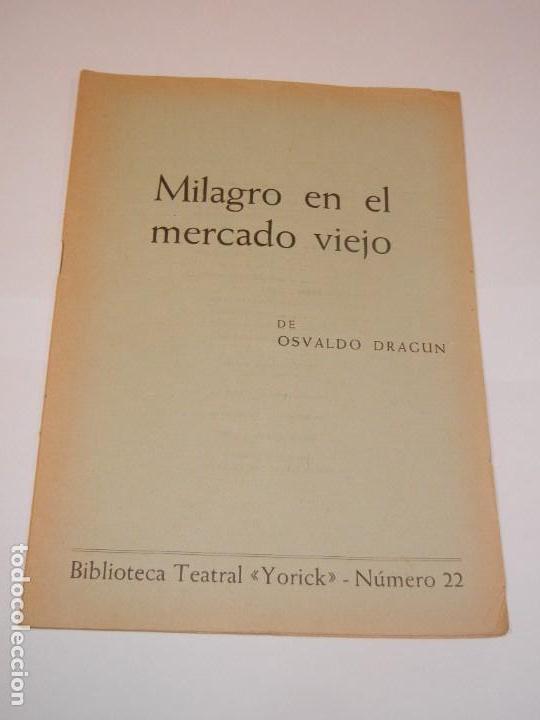 Milagro en el
mercado viejo
DE
OSVALDO DRAGUN
Biblioteca Teatral «Yorick» - Número 22
todocoleccion